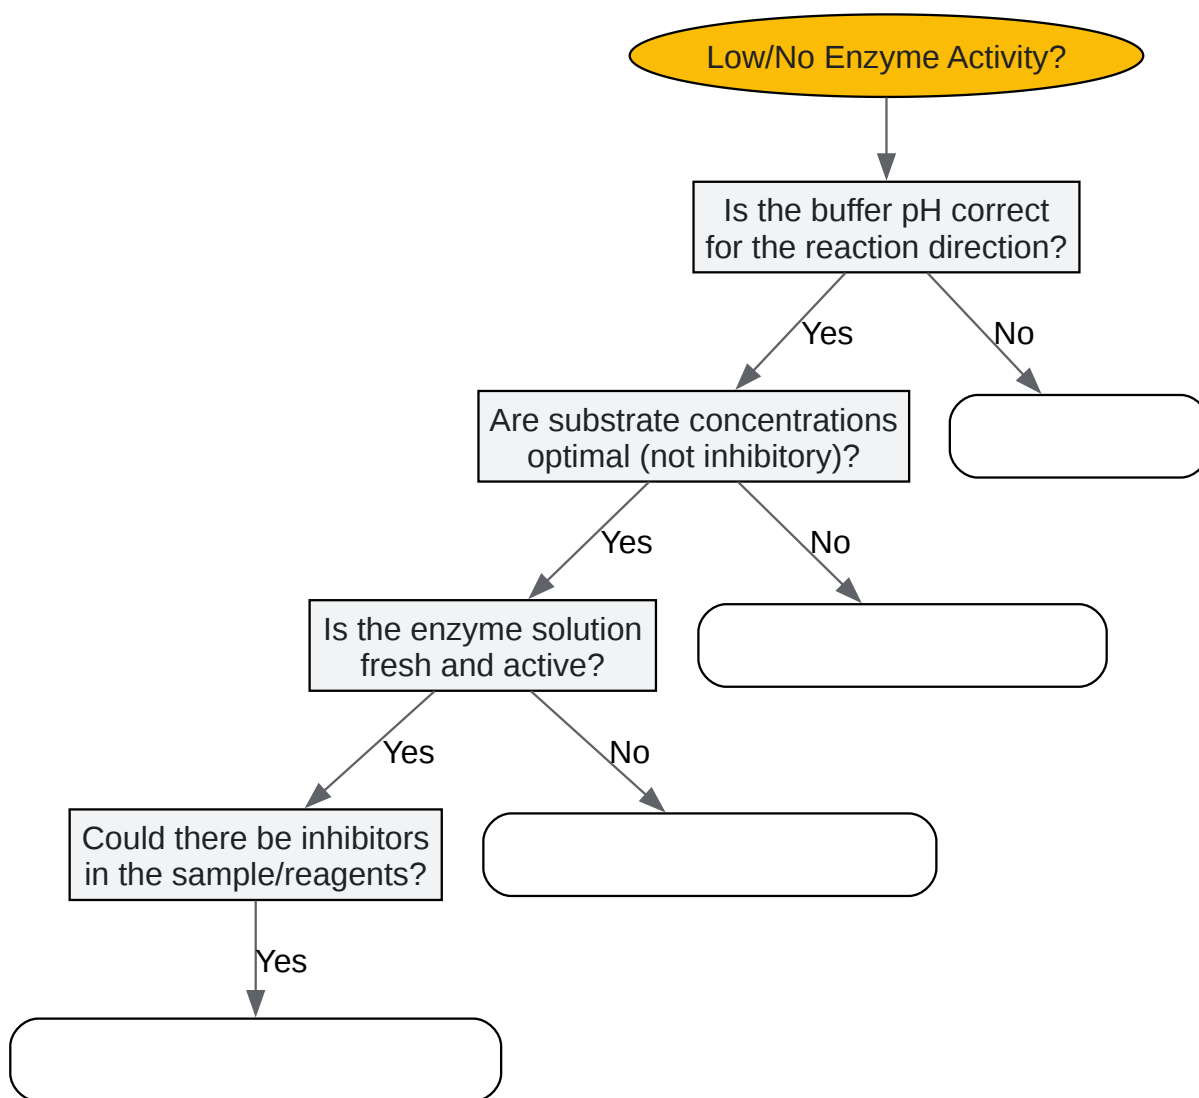 Low/No Enzyme Activity?
Is the buffer pH correct
for the reaction direction?
Yes
No
Are substrate concentrations
optimal (not inhibitory)?
Yes
No
Is the enzyme solution
fresh and active?
Yes
No
Could there be inhibitors
in the sample/reagents?
Yes